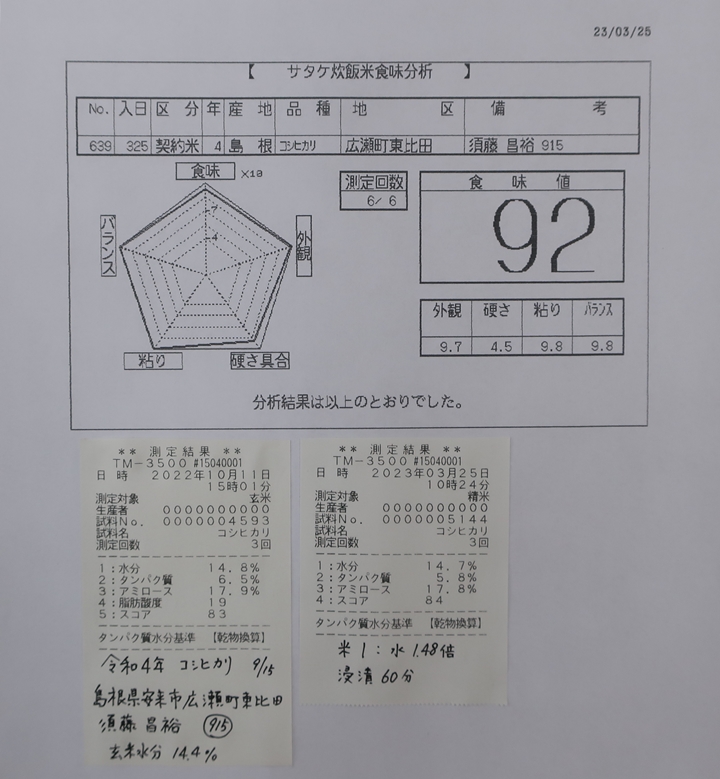 23/03/25
【 サタケ炊飯米食味分析 】
No. 入日 区分 年 産地 品種 地区 備考
639 325 契約米 4 島根 コシヒカリ 広瀬町東比田 須藤 昌裕 915
食味 ×10
7
4
バランス
外観
粘り
硬さ具合
測定回数
6/ 6
食味値
92
外観 硬さ 粘り バランス
9.7 4.5 9.8 9.8
分析結果は以上のとおりでした。
** 測定結果 **
TM-3500 #15040001
日 時 2022年10月11日
15時01分
測定対象 玄米
生産者 0000000000
試料No. 0000004593
試料名 コシヒカリ
測定回数 3回
1:水分 14.8%
2:タンパク質 6.5%
3:アミロース 17.9%
4:脂肪酸度 19
5:スコア 83
タンパク質水分基準 【乾物換算】
令和4年 コシヒカリ 9/15
島根県安来市広瀬町東比田
須藤 昌裕 915
玄米水分 14.4%
** 測定結果 **
TM-3500 #15040001
日 時 2023年03月25日
10時24分
測定対象 精米
生産者 0000000000
試料No. 0000005144
試料名 コシヒカリ
測定回数 3回
1:水分 14.7%
2:タンパク質 5.8%
3:アミロース 17.8%
4:スコア 84
タンパク質水分基準 【乾物換算】
米1:水1.48倍
浸漬60分